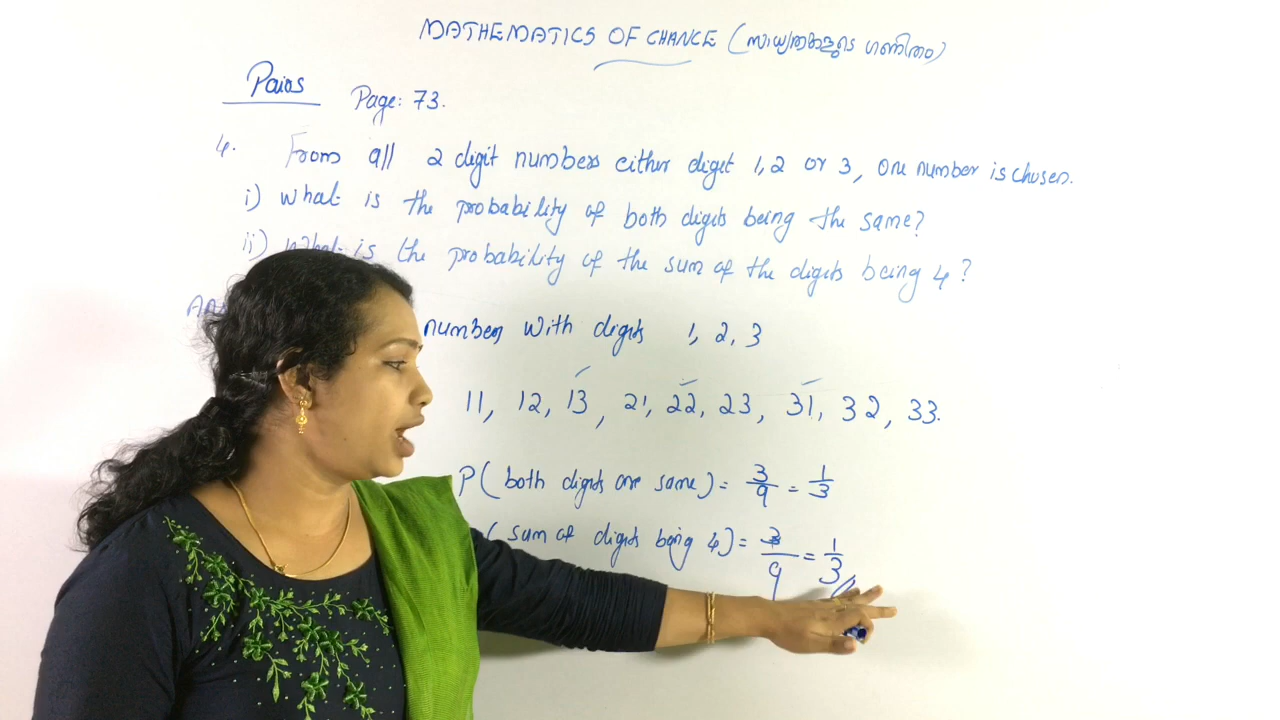 MATHEMATICS OF CHANCE (സാധ്യതകളുടെ ഗണിതം)
Pairs Page: 73.
4. From all 2 digit numbers either digit 1, 2 or 3, one number is chosen.
i) What is the probability of both digits being the same?
ii) What is the probability of the sum of the digits being 4?
numbers with digits 1, 2, 3
11, 12, 13, 21, 22, 23, 31, 32, 33.
P( both digits are same) = 3/9 = 1/3
( sum of digits being 4) = 3/9 = 1/3